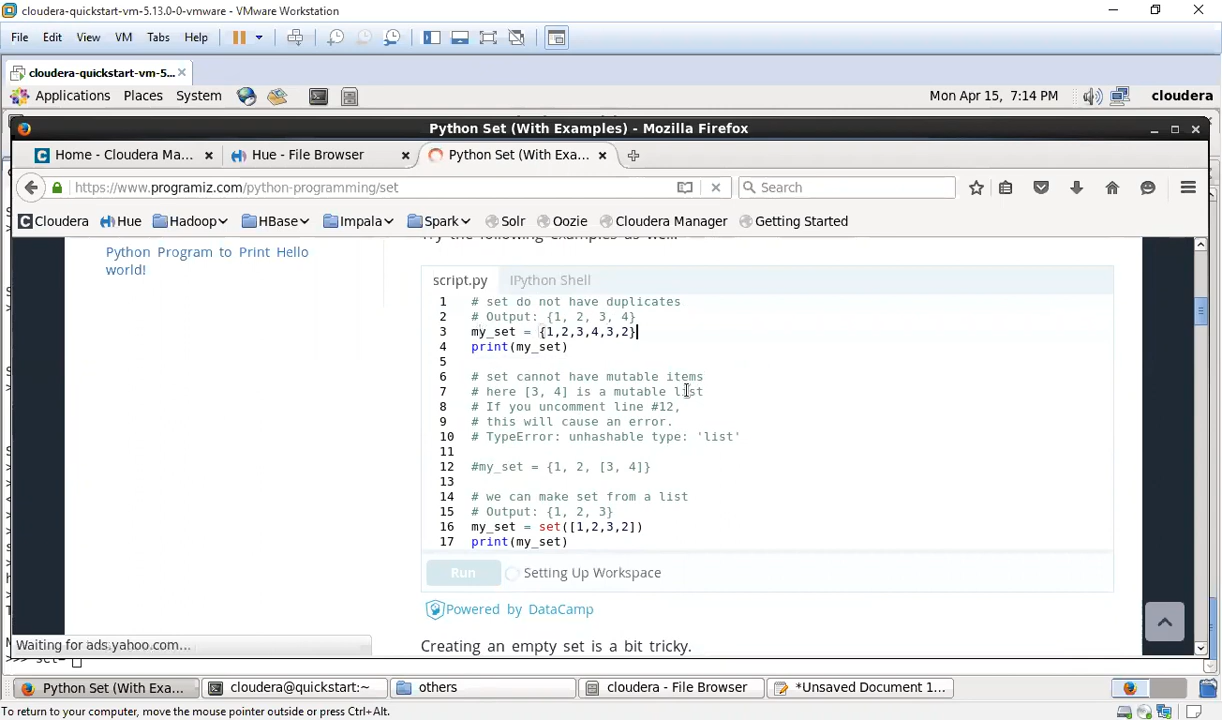 cloudera-quickstart-vm-5.13.0-0-vmware - VMware Workstation
File Edit View VM Tabs Help
cloudera-quickstart-vm-5...
Applications Places System Mon Apr 15, 7:14 PM cloudera
Python Set (With Examples) - Mozilla Firefox
Home - Cloudera Ma... Hue - File Browser Python Set (With Exa...
https://www.programiz.com/python-programming/set Search
Cloudera Hue Hadoop HBase Impala Spark Solr Oozie Cloudera Manager Getting Started
Try the following examples as well.
Python Program to Print Hello
world!
script.py IPython Shell
1 # set do not have duplicates
2 # Output: {1, 2, 3, 4}
3 my_set = {1,2,3,4,3,2}
4 print(my_set)
5
6 # set cannot have mutable items
7 # here [3, 4] is a mutable list
8 # If you uncomment line #12,
9 # this will cause an error.
10 # TypeError: unhashable type: 'list'
11
12 #my_set = {1, 2, [3, 4]}
13
14 # we can make set from a list
15 # Output: {1, 2, 3}
16 my_set = set([1,2,3,2])
17 print(my_set)
Run Setting Up Workspace
Powered by DataCamp
Creating an empty set is a bit tricky.
Waiting for ads.yahoo.com...
>>> set=
Python Set (With Exa... cloudera@quickstart:~ others cloudera - File Browser *Unsaved Document 1...
To return to your computer, move the mouse pointer outside or press Ctrl+Alt.